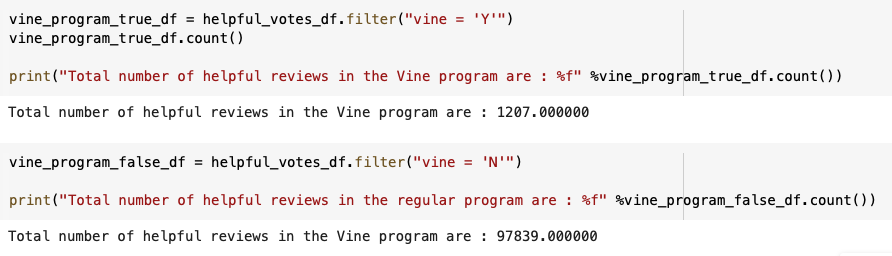 vine_program_true_df = helpful_votes_df.filter("vine = 'Y'")
vine_program_true_df.count()
print("Total number of helpful reviews in the Vine program are : %f" %vine_program_true_df.count())
Total number of helpful reviews in the Vine program are : 1207.000000
vine_program_false_df = helpful_votes_df.filter("vine = 'N'")
print("Total number of helpful reviews in the regular program are : %f" %vine_program_false_df.count())
Total number of helpful reviews in the Vine program are : 97839.000000